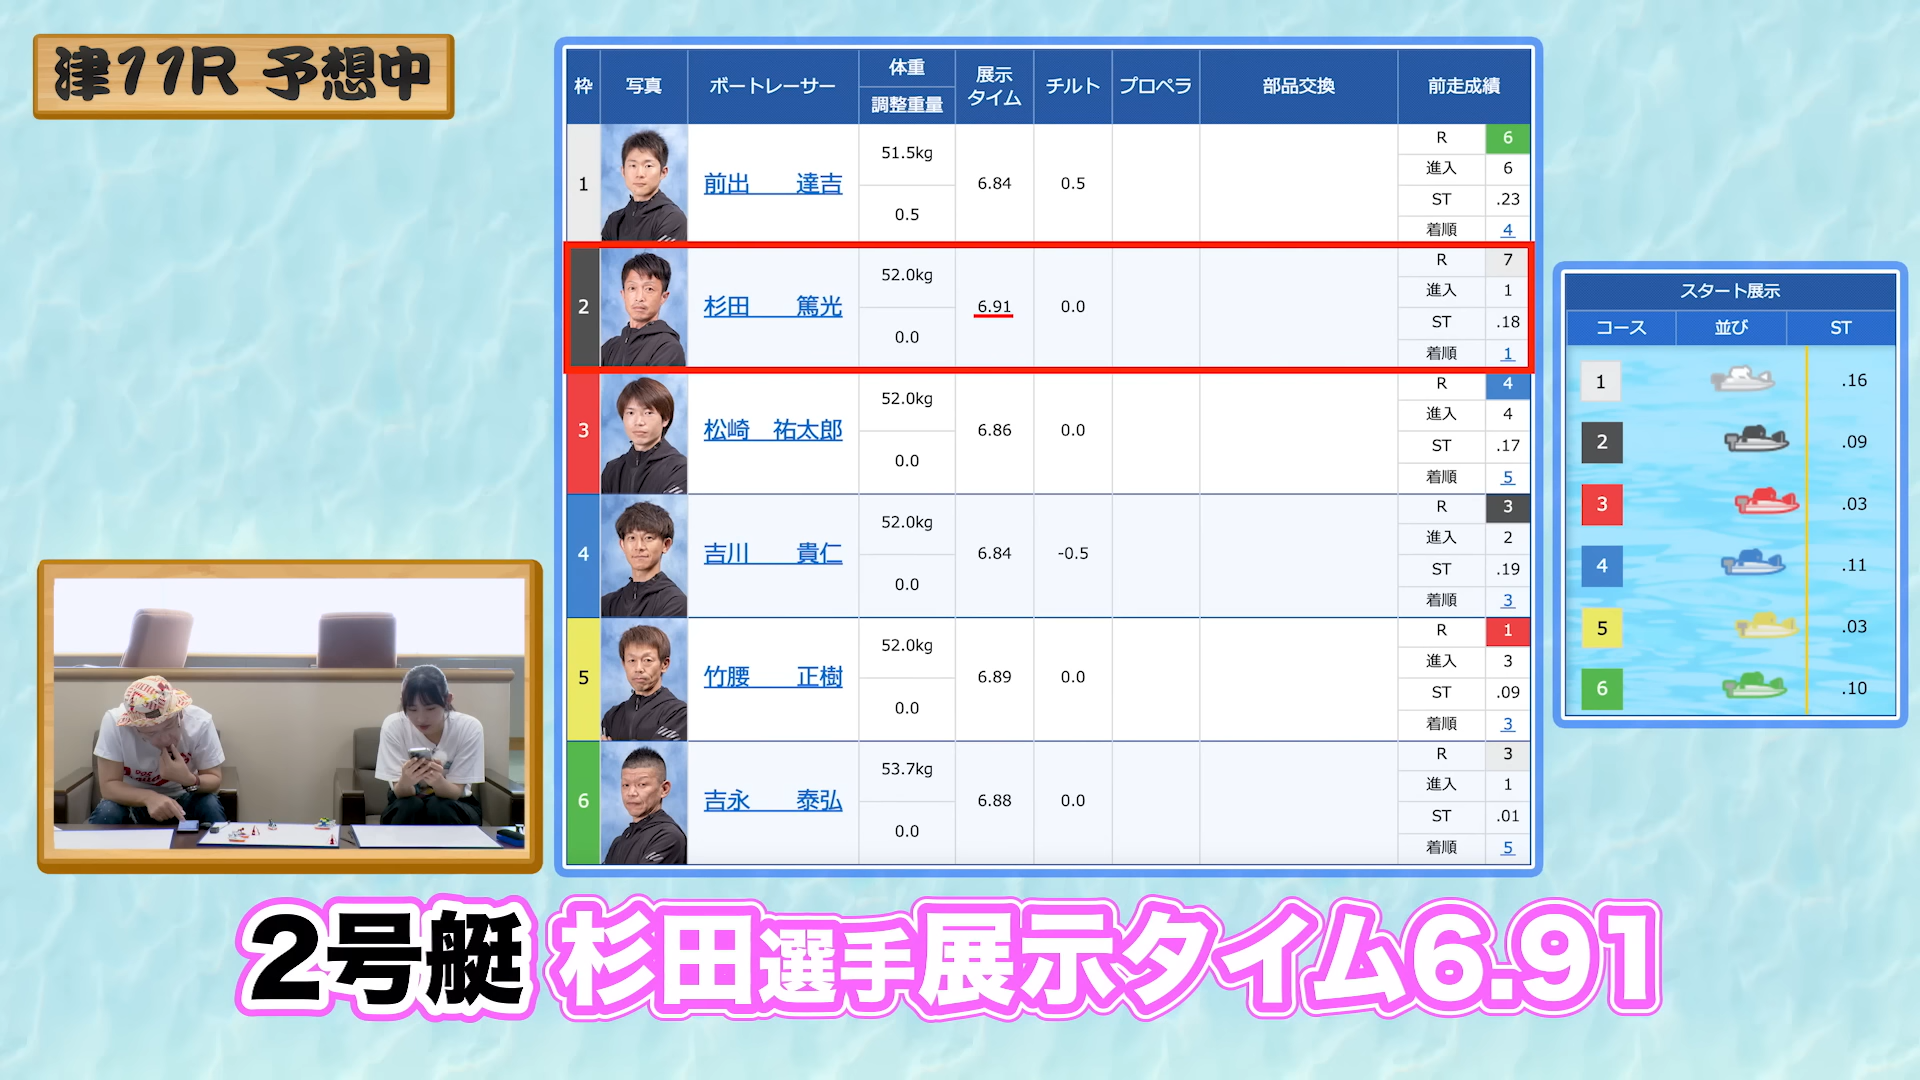 津11R 予想中
枠 写真 ボートレーサー 体重 調整重量 展示タイム チルト プロペラ 部品交換 前走成績
1 前出 達吉 51.5kg 0.5 6.84 0.5
R 6
進入 6
ST .23
着順 4
2 杉田 篤光 52.0kg 0.0 6.91 0.0
R 7
進入 1
ST .18
着順 1
3 松崎 祐太郎 52.0kg 0.0 6.86 0.0
R 4
進入 4
ST .17
着順 5
4 吉川 貴仁 52.0kg 0.0 6.84 -0.5
R 3
進入 2
ST .19
着順 3
5 竹腰 正樹 52.0kg 0.0 6.89 0.0
R 1
進入 3
ST .09
着順 3
6 吉永 泰弘 53.7kg 0.0 6.88 0.0
R 3
進入 1
ST .01
着順 5
スタート展示
コース 並び ST
1 .16
2 .09
3 .03
4 .11
5 .03
6 .10
2号艇 杉田選手展示タイム6.91